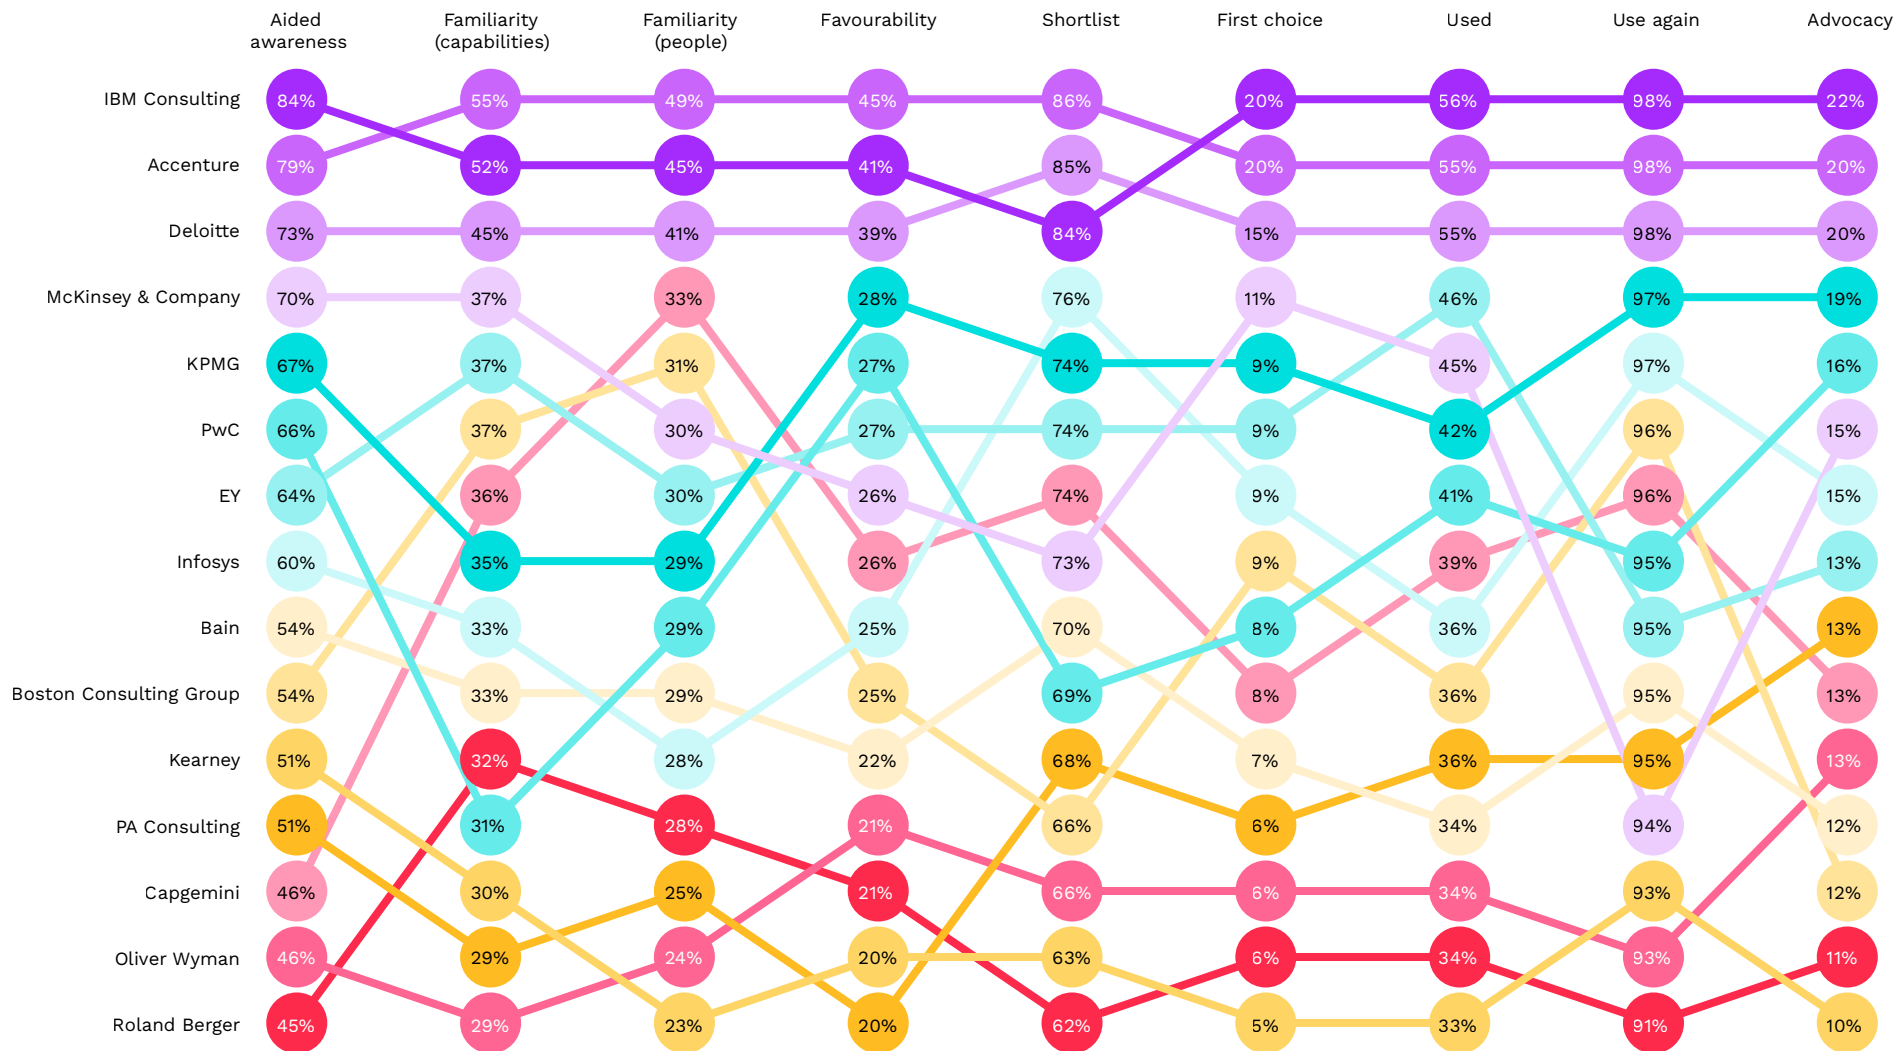 Aided
awareness
Familiarity
(capabilities)
Familiarity
(people)
Favourability
Shortlist
First choice
Used
Use again
Advocacy
IBM Consulting 84% 55% 49% 45% 86% 20% 56% 98% 22%
Accenture 79% 52% 45% 41% 85% 20% 55% 98% 20%
Deloitte 73% 45% 41% 39% 84% 15% 55% 98% 20%
McKinsey & Company 70% 37% 33% 28% 76% 11% 46% 97% 19%
KPMG 67% 37% 31% 27% 74% 9% 45% 97% 16%
PwC 66% 37% 30% 27% 74% 9% 42% 96% 15%
EY 64% 36% 30% 26% 74% 9% 41% 96% 15%
Infosys 60% 35% 29% 26% 73% 9% 39% 95% 13%
Bain 54% 33% 29% 25% 70% 8% 36% 95% 13%
Boston Consulting Group 54% 33% 29% 25% 69% 8% 36% 95% 13%
Kearney 51% 32% 28% 22% 68% 7% 36% 95% 13%
PA Consulting 51% 31% 28% 21% 66% 6% 34% 94% 12%
Capgemini 46% 30% 25% 21% 66% 6% 34% 93% 12%
Oliver Wyman 46% 29% 24% 20% 63% 6% 34% 93% 11%
Roland Berger 45% 29% 23% 20% 62% 5% 33% 91% 10%